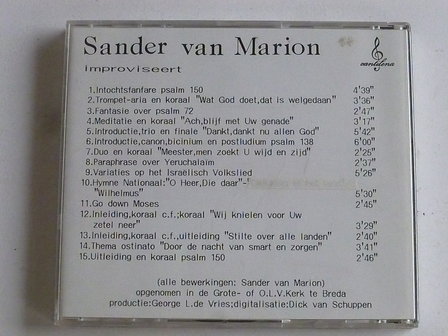 Sander van Marion
improviseert
cantilena
1.Intochtsfanfare psalm 150 4'39"
2.Trompet-aria en koraal "Wat God doet,dat is welgedaan" 3'36"
3.Fantasie over psalm 72 2'47"
4.Meditatie en koraal "Ach,blijf met Uw genade" 3'17"
5.Introductie,trio en finale "Dankt,dankt nu allen God" 5'42"
6.Introductie,canon,bicinium en postludium psalm 138 6'00"
7.Duo en koraal "Meester,men zoekt U wijd en zijd" 2'25"
8.Paraphrase over Yeruchalaim 2'37"
9.Variaties op het Israëlisch Volkslied 5'26"
10.Hymne Nationaal:"O Heer,Die daar"-
"Wilhelmus" 5'30"
11.Go down Moses 2'45"
12.Inleiding,koraal c.f.;koraal "Wij knielen voor Uw
zetel neer" 3'29"
13.Inleiding,koraal c.f.,uitleiding "Stilte over alle landen" 2'40"
14.Thema ostinato "Door de nacht van smart en zorgen" 3'41"
15.Uitleiding en koraal psalm 150 2'46"
(alle bewerkingen: Sander van Marion)
opgenomen in de Grote- of O.L.V.Kerk te Breda
productie:George L.de Vries;digitalisatie:Dick van Schuppen